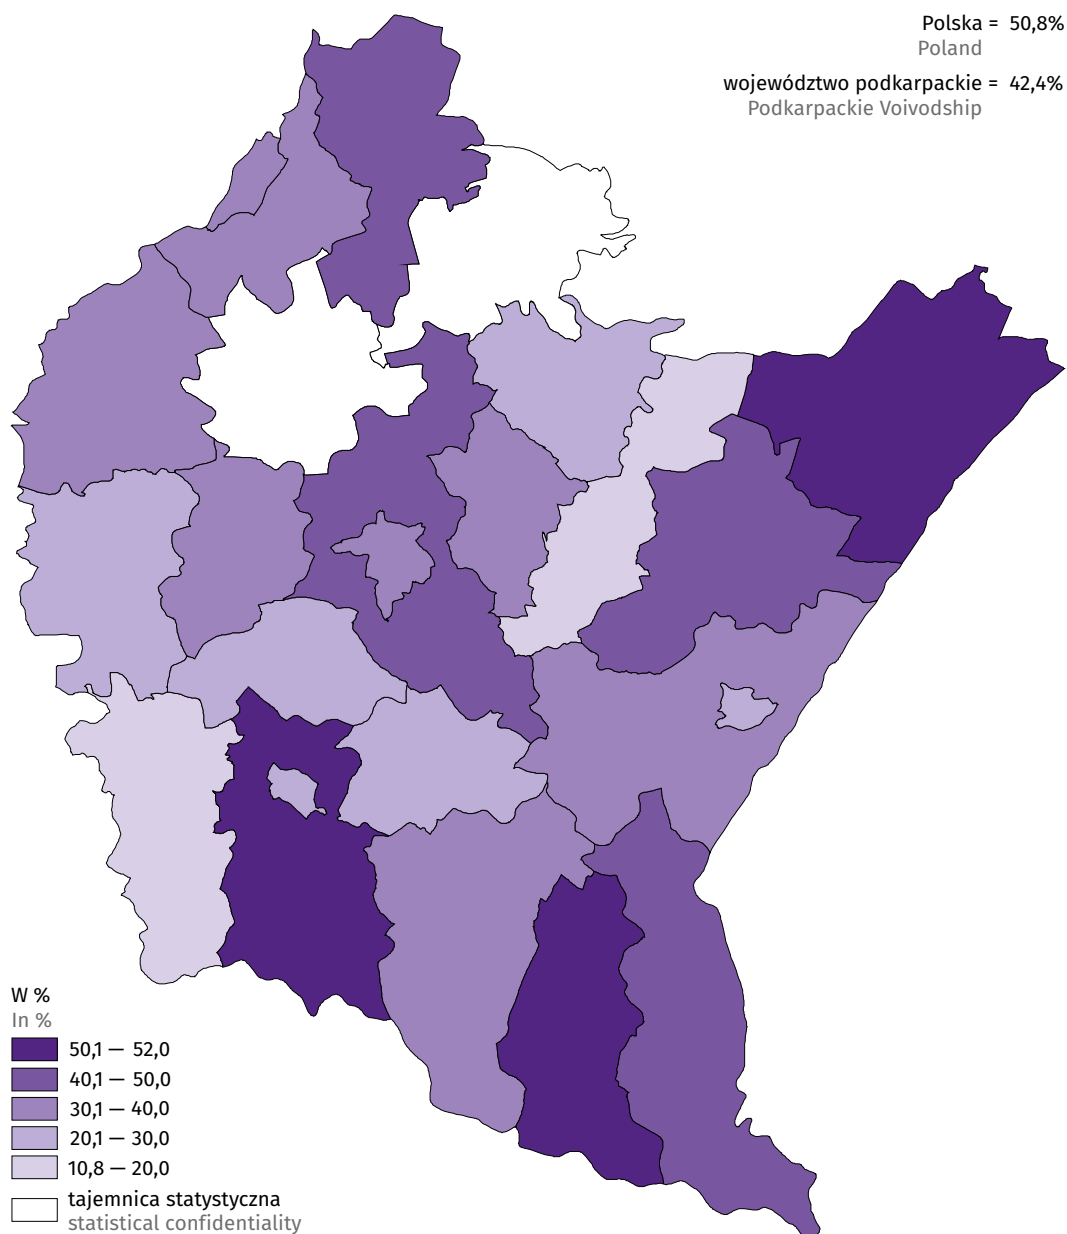 Polska = 50,8%
Poland
województwo podkarpackie = 42,4%
Podkarpackie Voivodship
W %
In %
50,1 — 52,0
40,1 — 50,0
30,1 — 40,0
20,1 — 30,0
10,8 — 20,0
tajemnica statystyczna
statistical confidentiality